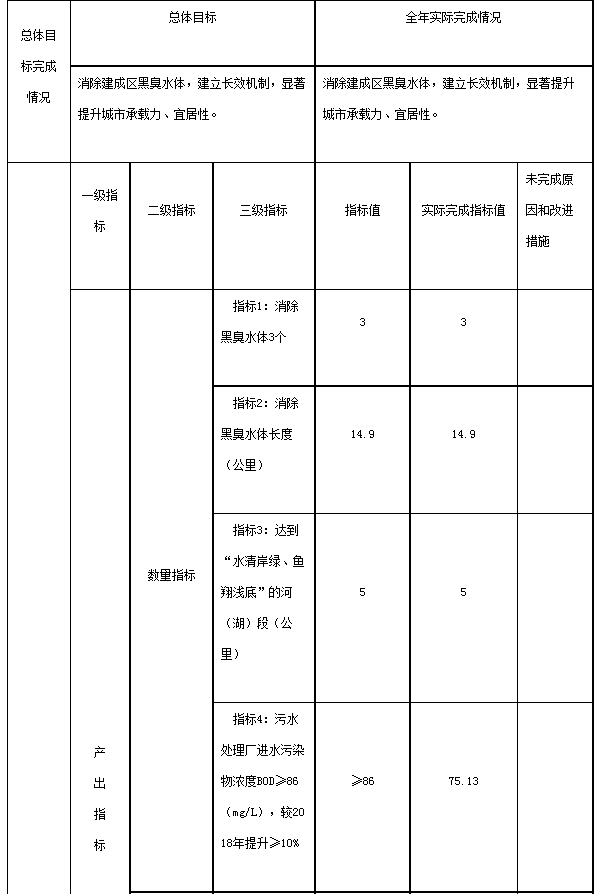 总体目
标完成
情况
总体目标
全年实际完成情况
消除建成区黑臭水体，建立长效机制，显著
提升城市承载力、宜居性。
消除建成区黑臭水体，建立长效机制，显著提升
城市承载力、宜居性。
一级指
标
二级指标
三级指标
指标值
实际完成指标值
未完成原
因和改进
措施
产
出
指
标
数量指标
指标1：消除
黑臭水体3个
3
3
指标2：消除
黑臭水体长度
（公里）
14.9
14.9
指标3：达到
“水清岸绿、鱼
翔浅底”的河
（湖）段（公
里）
5
5
指标4：污水
处理厂进水污染
物浓度BOD≥86
（mg/L），较20
18年提升≥10%
≥86
75.13